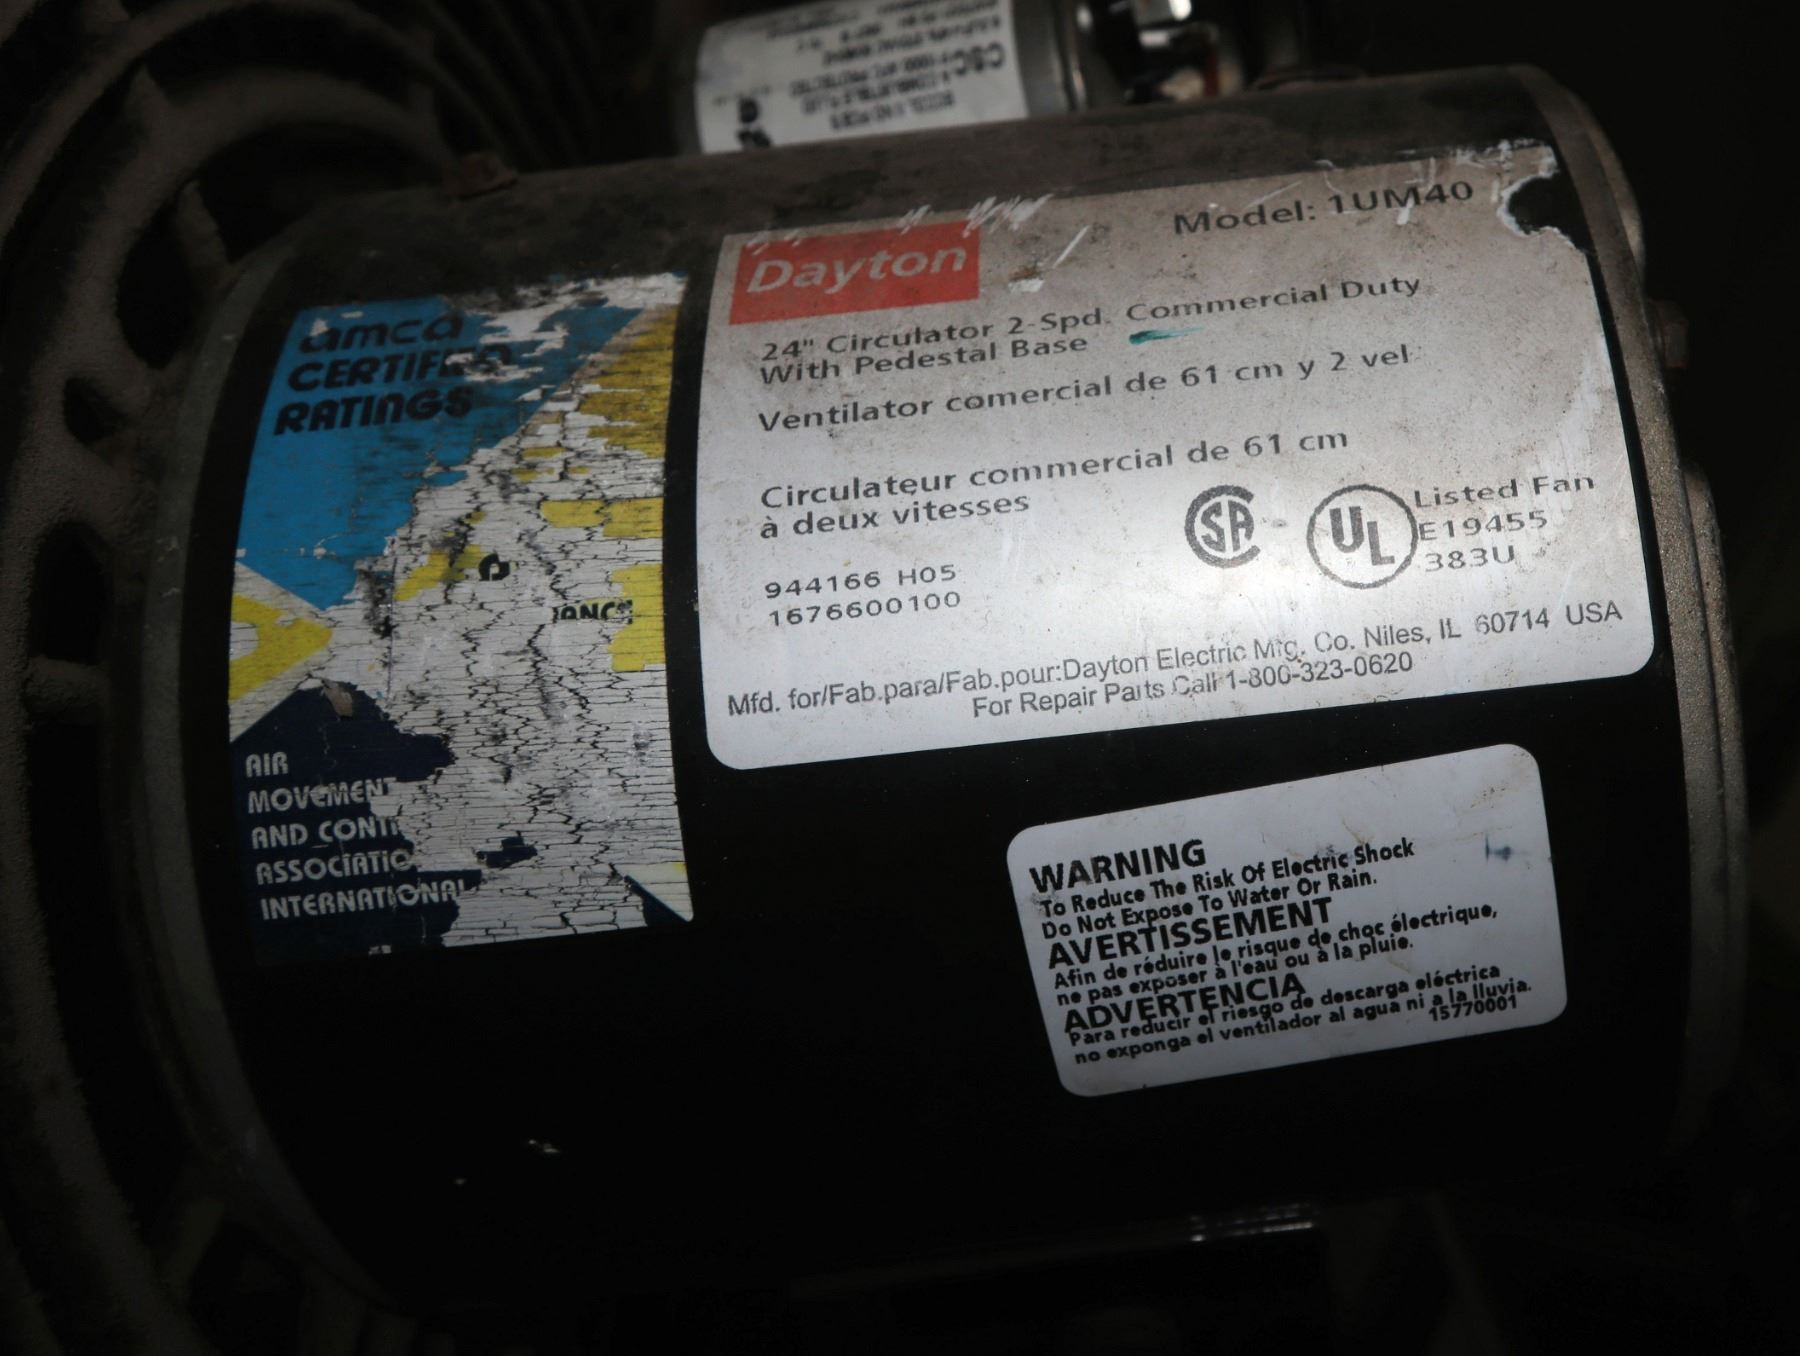 amca
CERTIFIED
RATINGS
AIR
MOVEMENT
AND
ASSOCIATIO
INTERNATIONAL
Dayton
Model: 1UM40
24" Circulator 2-Spd. Commercial Duty
With Pedestal Base
Ventilator comercial de 61 cm y 2 vel.
Circulateur commercial de 61 cm
à deux vitesses
SA
UL
Listed Fan
E19455
383U
944166 H05
1676600100
Mfd. for/Fab.para/Fab.pour:Dayton Electric Mfg. Co. Niles, IL 60714 USA
For Repair Parts Call 1-800-323-0620
WARNING
To Reduce The Risk Of Electric Shock
Do Not Expose To Water Or Rain.
AVERTISSEMENT
Afin de réduire le risque de choc électrique,
ne pas exposer à l'eau ou à la pluie.
ADVERTENCIA
Para reducir el riesgo de descarga eléctrica
no exponga el ventilador al agua ni a la lluvia.
15770001